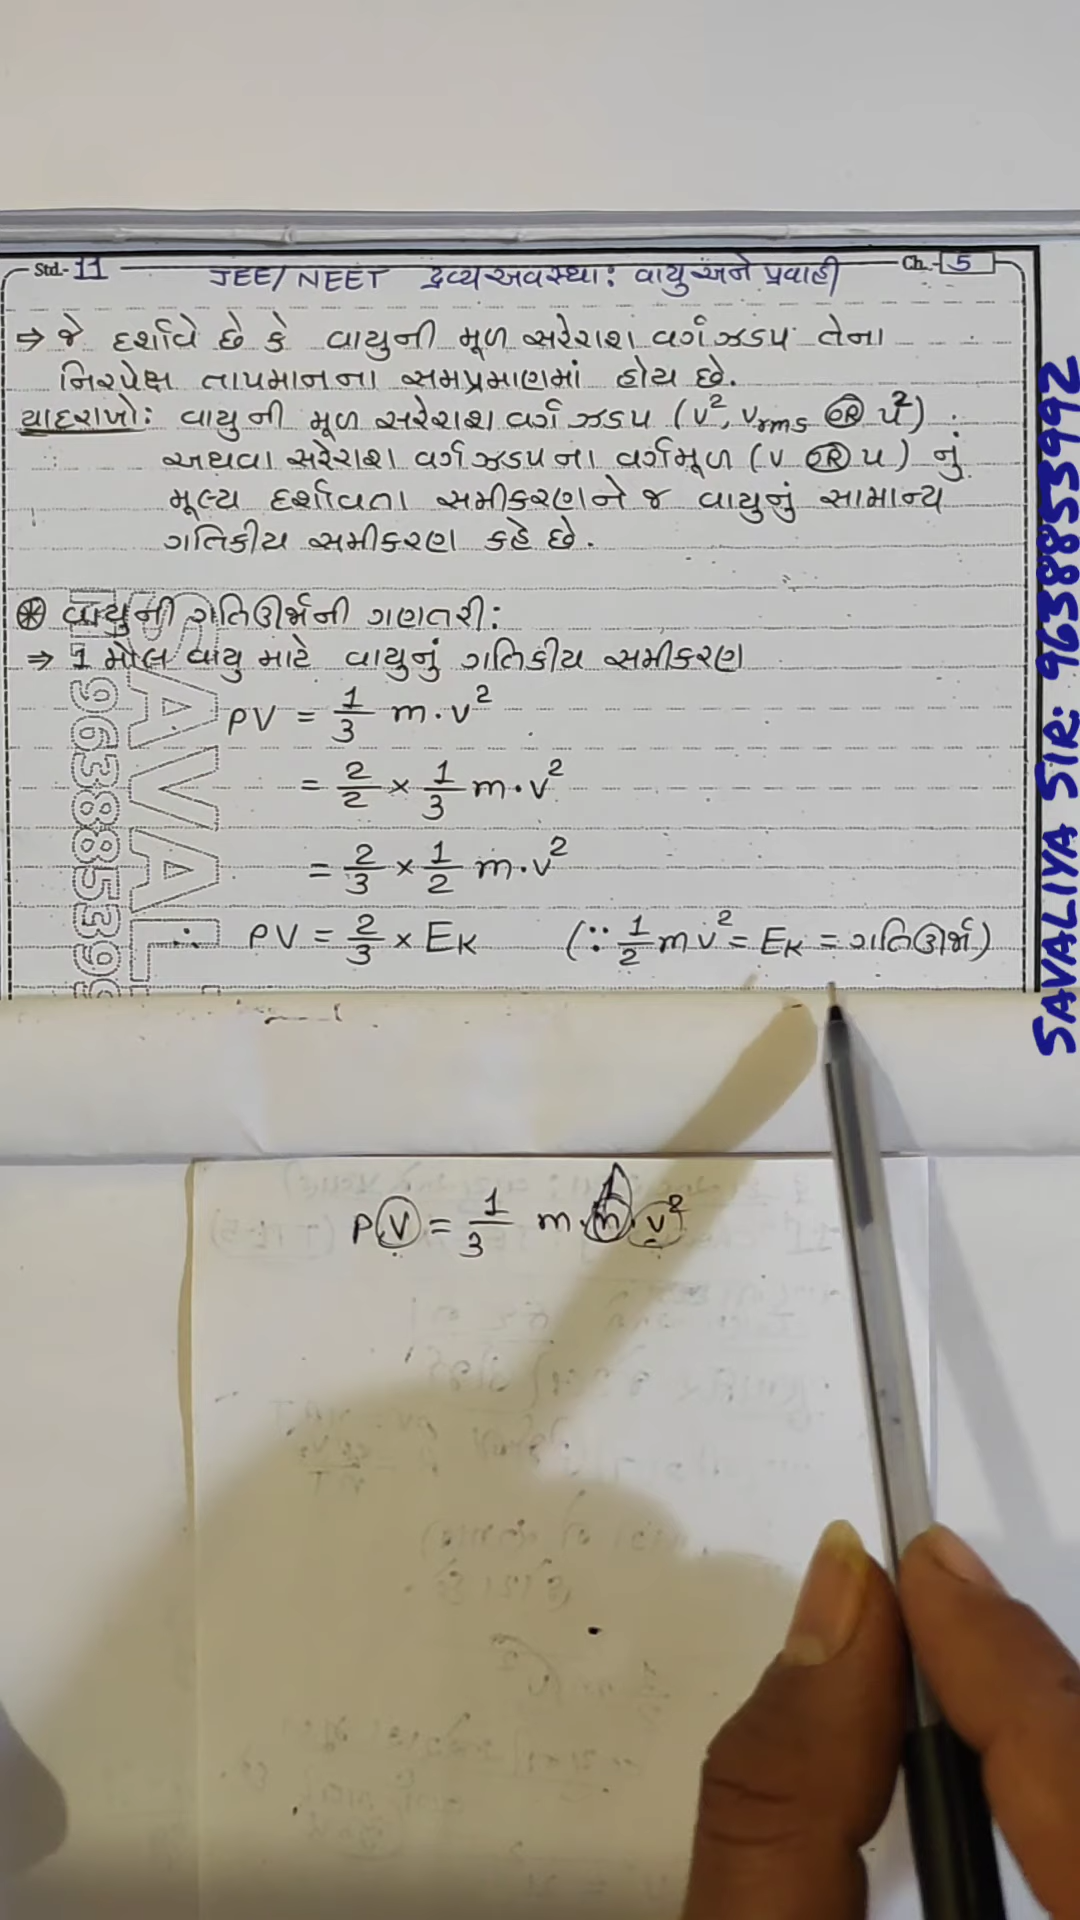 Std.- 11 JEE/NEET દ્રવ્ય અવસ્થા: વાયુ અને પ્રવાહી Ch.- 5
⇒ જે દર્શાવે છે કે વાયુની મૂળ સરેરાશ વર્ગ ઝડપ તેના
નિરપેક્ષ તાપમાનના સમપ્રમાણમાં હોય છે.
યાદરાખો: વાયુની મૂળ સરેરાશ વર્ગ ઝડપ (v², vrms OR u²)
અથવા સરેરાશ વર્ગ ઝડપના વર્ગમૂળ (v OR u) નું
મૂલ્ય દર્શાવતા સમીકરણને જ વાયુનું સામાન્ય
ગતિકીય સમીકરણ કહે છે.
* વાયુની ગતિઊર્જાની ગણતરી:
⇒ 1 મોલ વાયુ માટે વાયુનું ગતિકીય સમીકરણ
PV = 1/3 m.v²
= 2/2 × 1/3 m.v²
= 2/3 × 1/2 m.v²
∴ PV = 2/3 × EK (∵ 1/2 mv² = EK = ગતિઊર્જા)
SAVALIYA SIR: 9638853992
PV = 1/3 m.n.v²
1